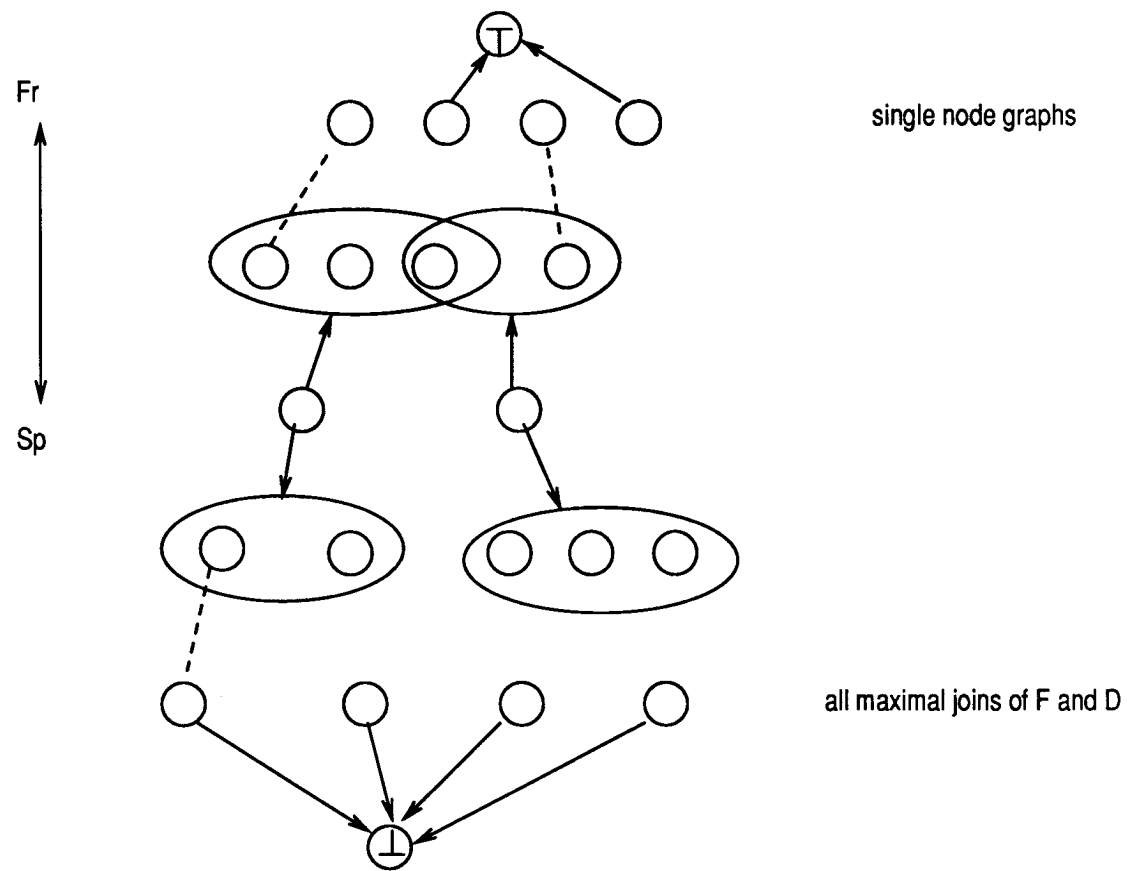 ⊤
Fr
single node graphs
Sp
all maximal joins of F and D
⊥